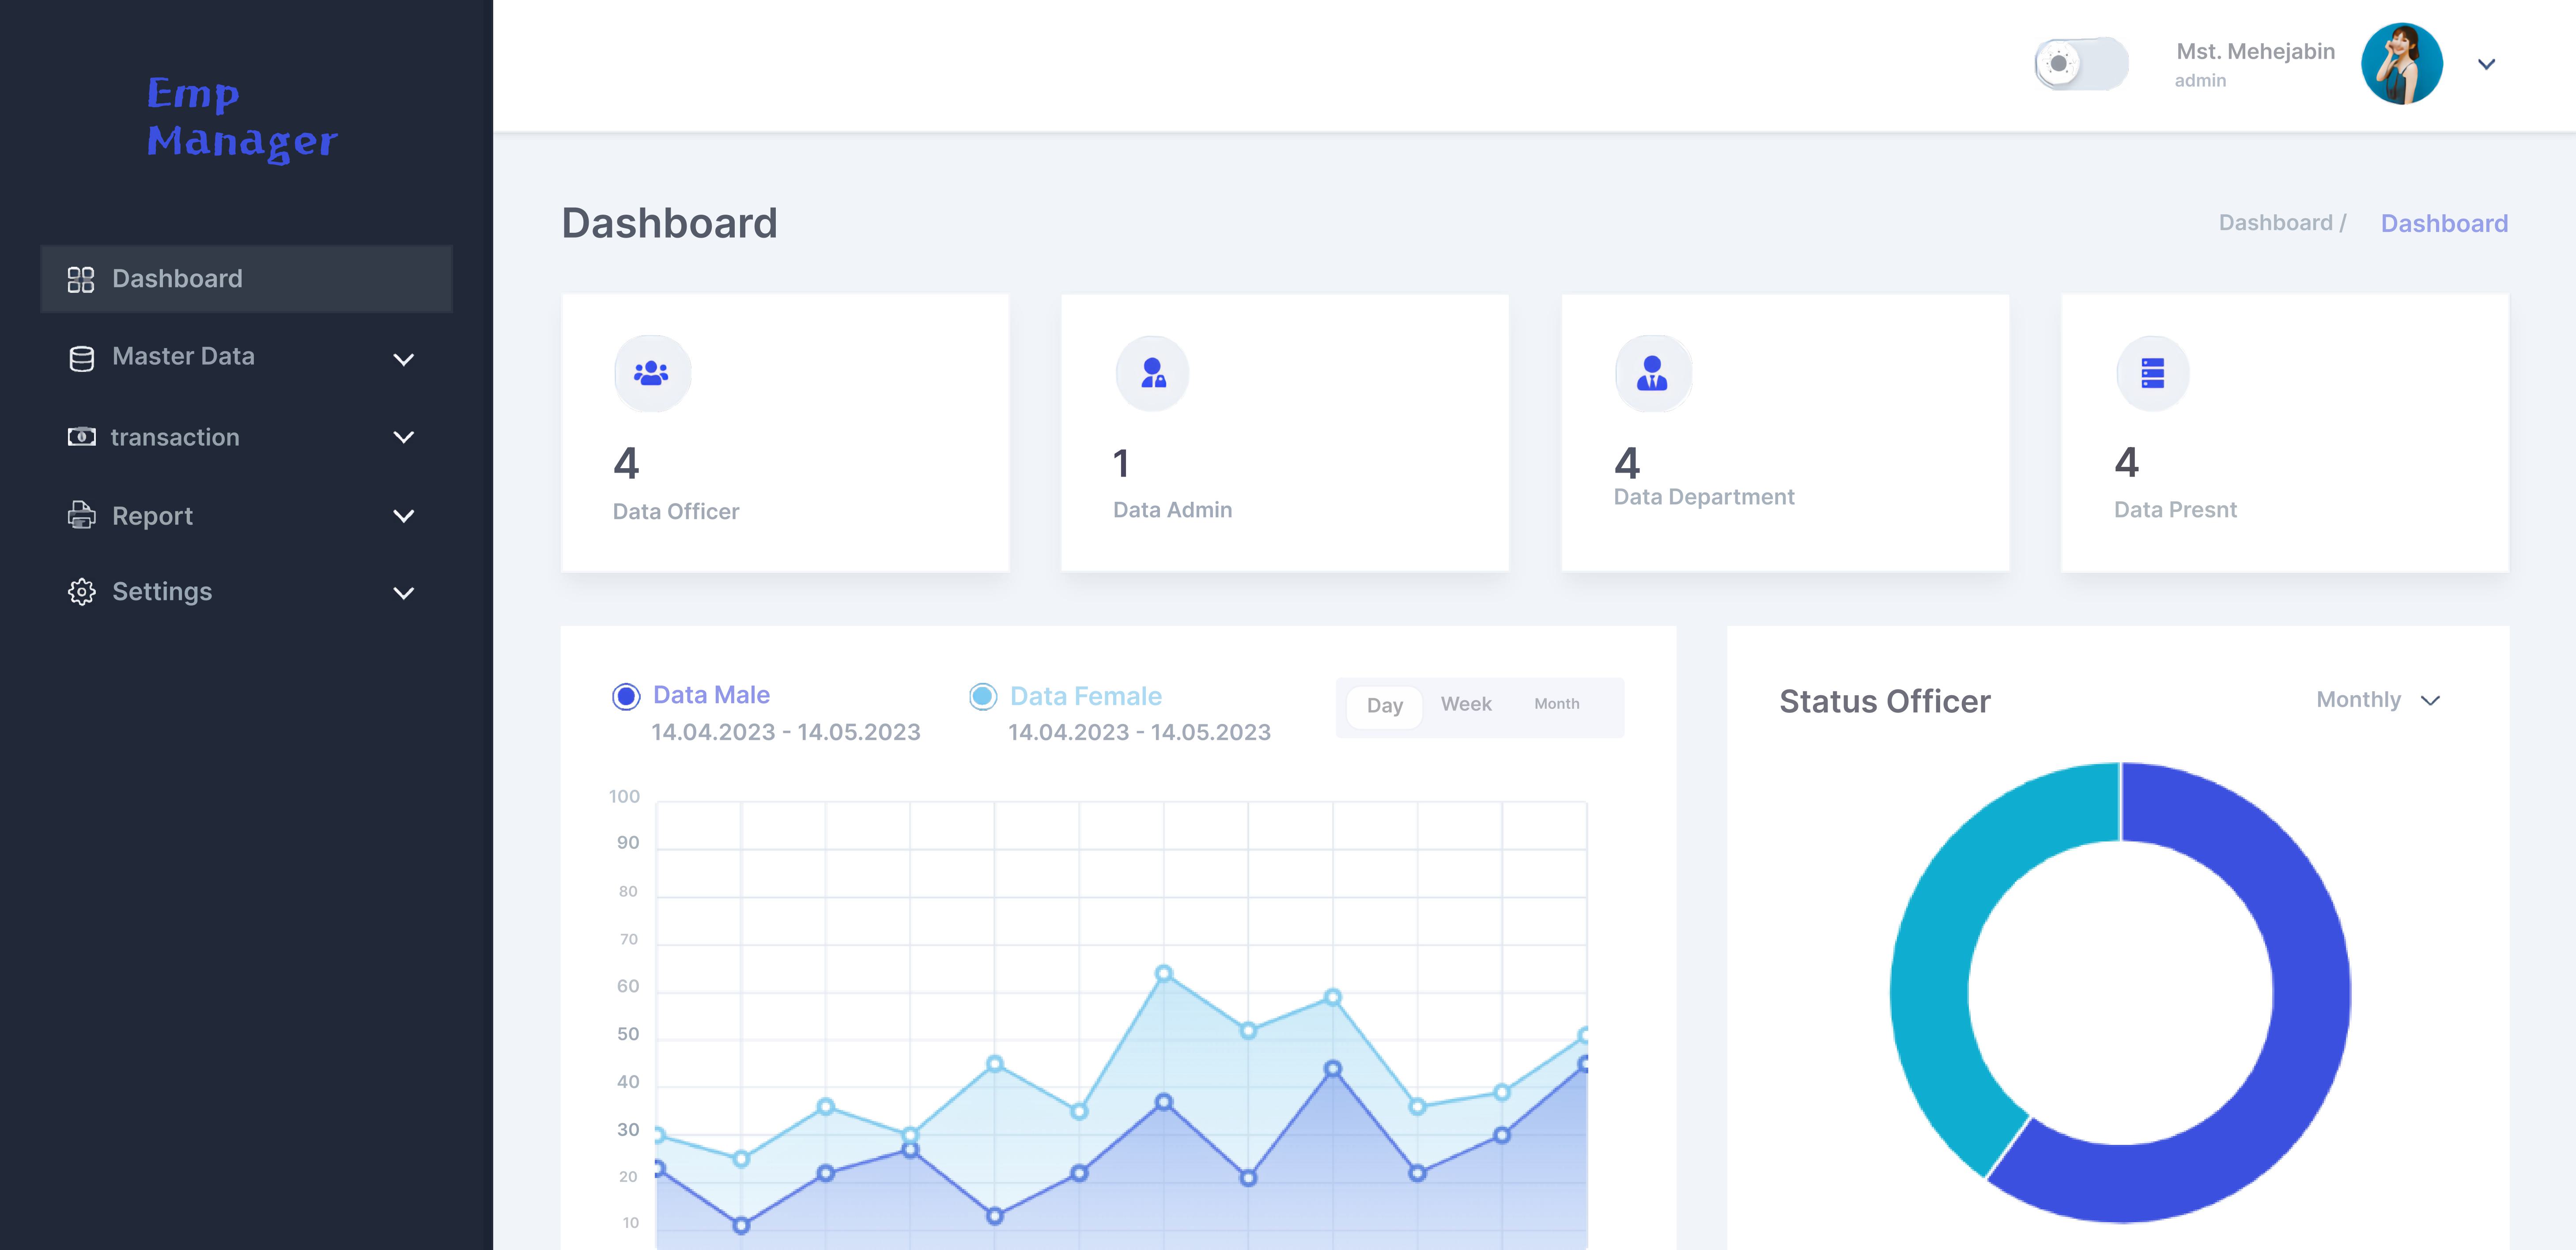 Emp
Manager
Dashboard
Master Data
transaction
Report
Settings
Mst. Mehejabin
admin
Dashboard
Dashboard / Dashboard
4
Data Officer
1
Data Admin
4
Data Department
4
Data Presnt
Data Male
14.04.2023 - 14.05.2023
Data Female
14.04.2023 - 14.05.2023
Day Week Month
100
90
80
70
60
50
40
30
20
10
Status Officer
Monthly